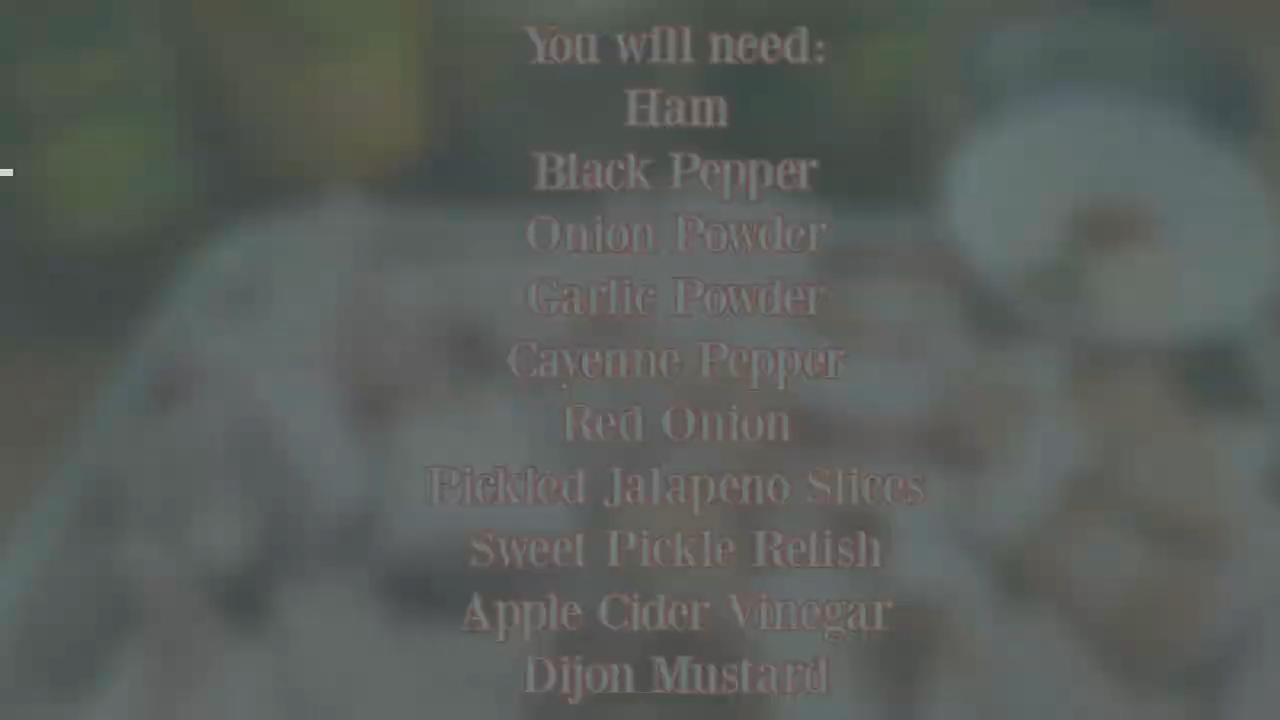 You will need:
Ham
Black Pepper
Onion Powder
Garlic Powder
Cayenne Pepper
Red Onion
Pickled Jalapeno Slices
Sweet Pickle Relish
Apple Cider Vinegar
Dijon Mustard